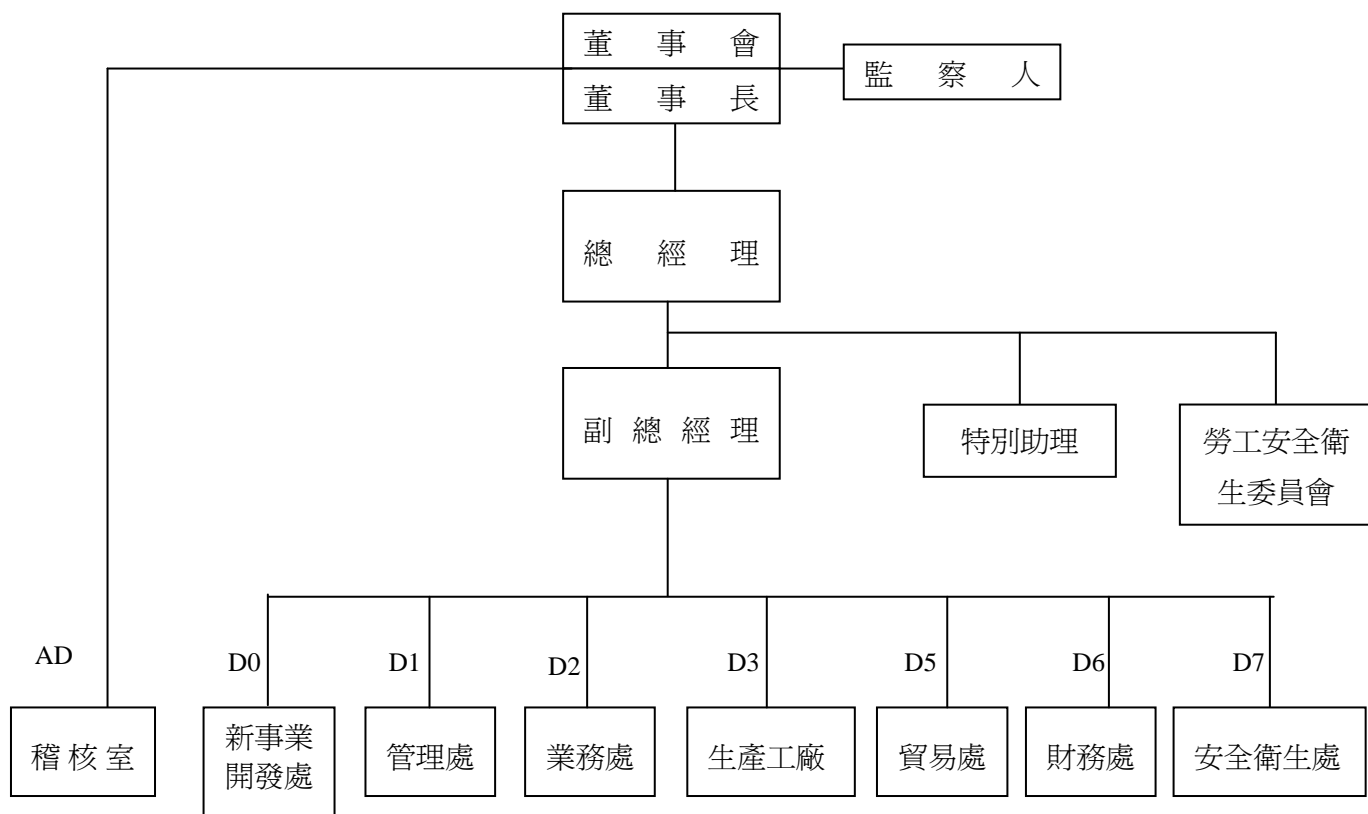 董 事 會
監 察 人
董 事 長
總 經 理
副 總 經 理
特別助理
勞工安全衛
生委員會
AD
D0
D1
D2
D3
D5
D6
D7
稽 核 室
新事業
開發處
管理處
業務處
生產工廠
貿易處
財務處
安全衛生處